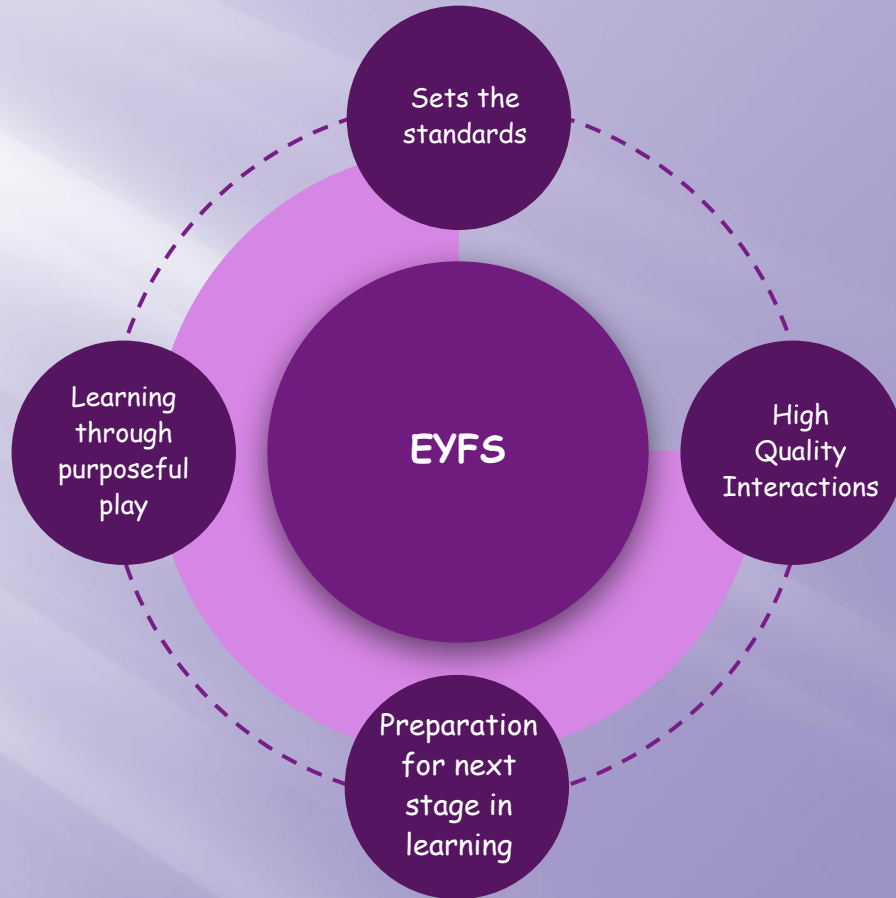 Sets the
standards
Learning
through
purposeful
play
EYFS
High
Quality
Interactions
Preparation
for next
stage in
learning